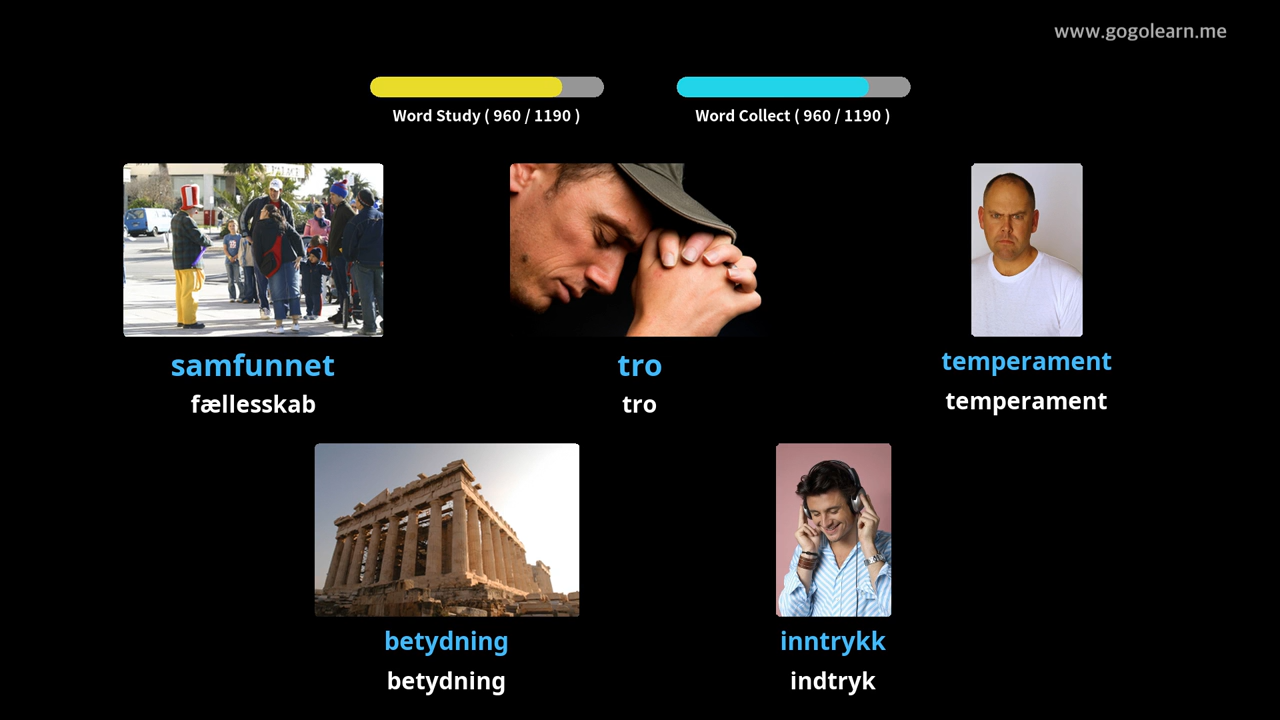 www.gogolearn.me
Word Study ( 960 / 1190 )
Word Collect ( 960 / 1190 )
samfunnet
fællesskab
tro
tro
temperament
temperament
betydning
betydning
inntrykk
indtryk